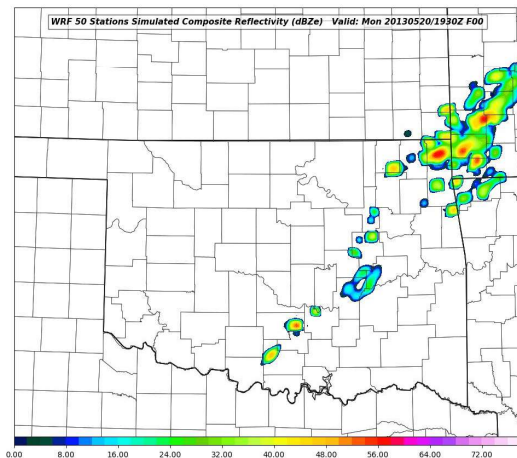 WRF 50 Stations Simulated Composite Reflectivity (dBZe) Valid: Mon 20130520/1930Z F00
0.00 8.00 16.00 24.00 32.00 40.00 48.00 56.00 64.00 72.00